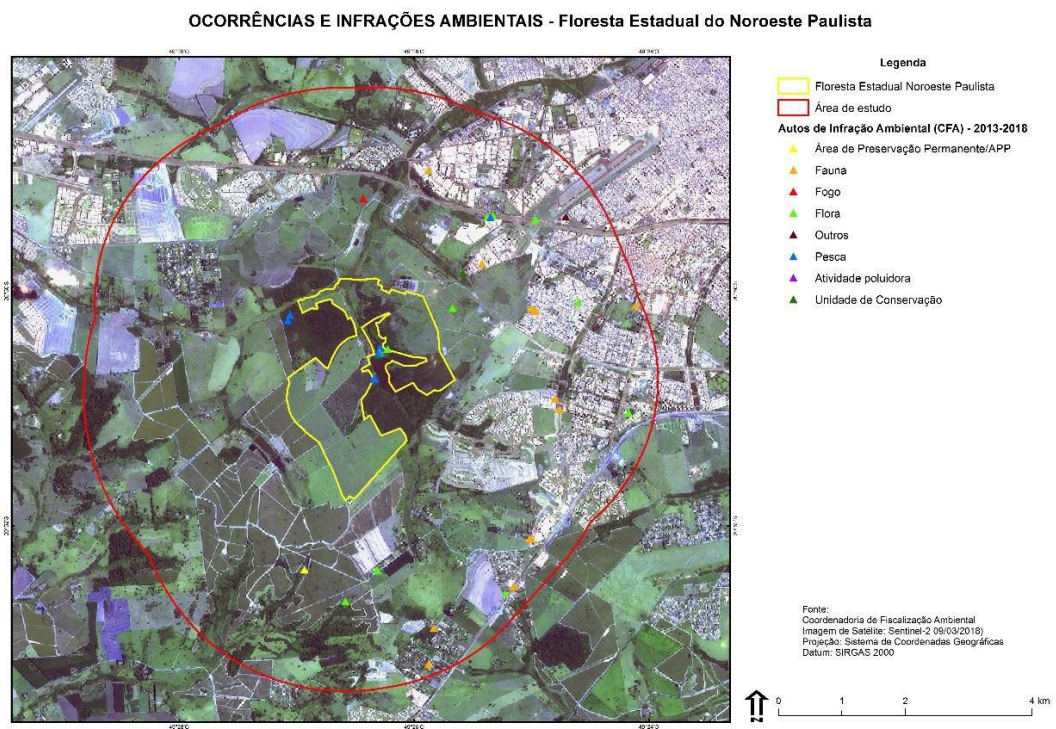 OCORRÊNCIAS E INFRAÇÕES AMBIENTAIS - Floresta Estadual do Noroeste Paulista
Legenda
Floresta Estadual Noroeste Paulista
Área de estudo
Autos de Infração Ambiental (CFA) - 2013-2018
Área de Preservação Permanente/APP
Fauna
Fogo
Flora
Outros
Pesca
Atividade poluidora
Unidade de Conservação
Fonte:
Coordenadoria de Fiscalização Ambiental
Imagem de Satélite: Sentinel-2 09/03/2018)
Projeção: Sistema de Coordenadas Geográficas
Datum: SIRGAS 2000
N
0 1 2 4 km